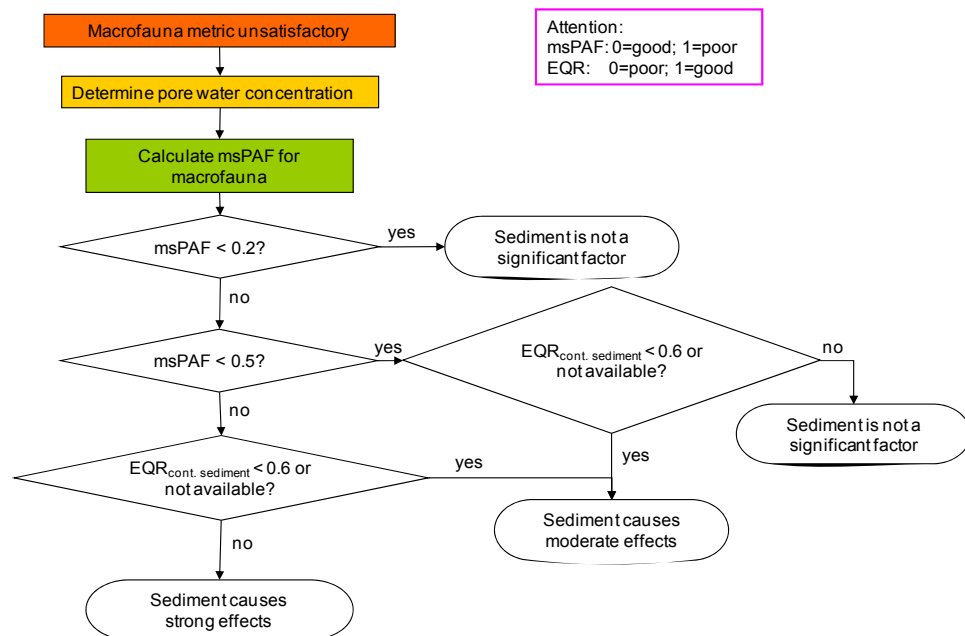 Macrofauna metric unsatisfactory
Attention:
msPAF: 0=good; 1=poor
EQR: 0=poor; 1=good
Determine pore water concentration
Calculate msPAF for
macrofauna
msPAF < 0.2?
yes
Sediment is not a
significant factor
no
msPAF < 0.5?
yes
EQRcont. sediment < 0.6 or
not available?
no
Sediment is not a
significant factor
no
EQRcont. sediment < 0.6 or
not available?
yes
yes
Sediment causes
moderate effects
no
Sediment causes
strong effects